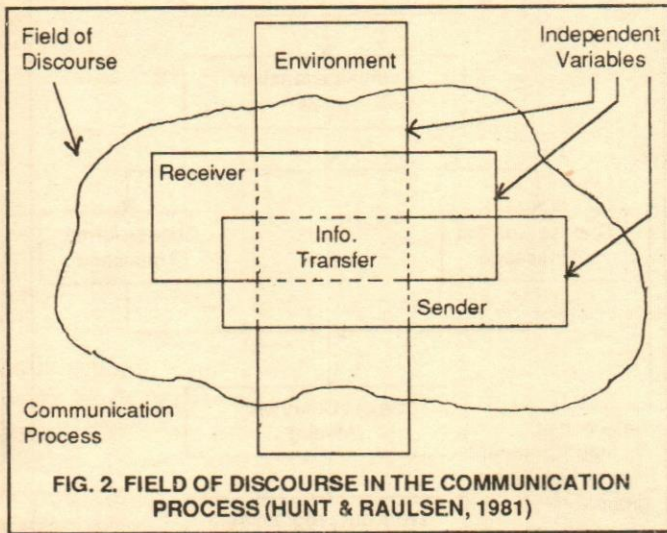 Field of
Discourse
Environment
Independent
Variables
Receiver
Info.
Transfer
Sender
Communication
Process
FIG. 2. FIELD OF DISCOURSE IN THE COMMUNICATION
PROCESS (HUNT & RAULSEN, 1981)